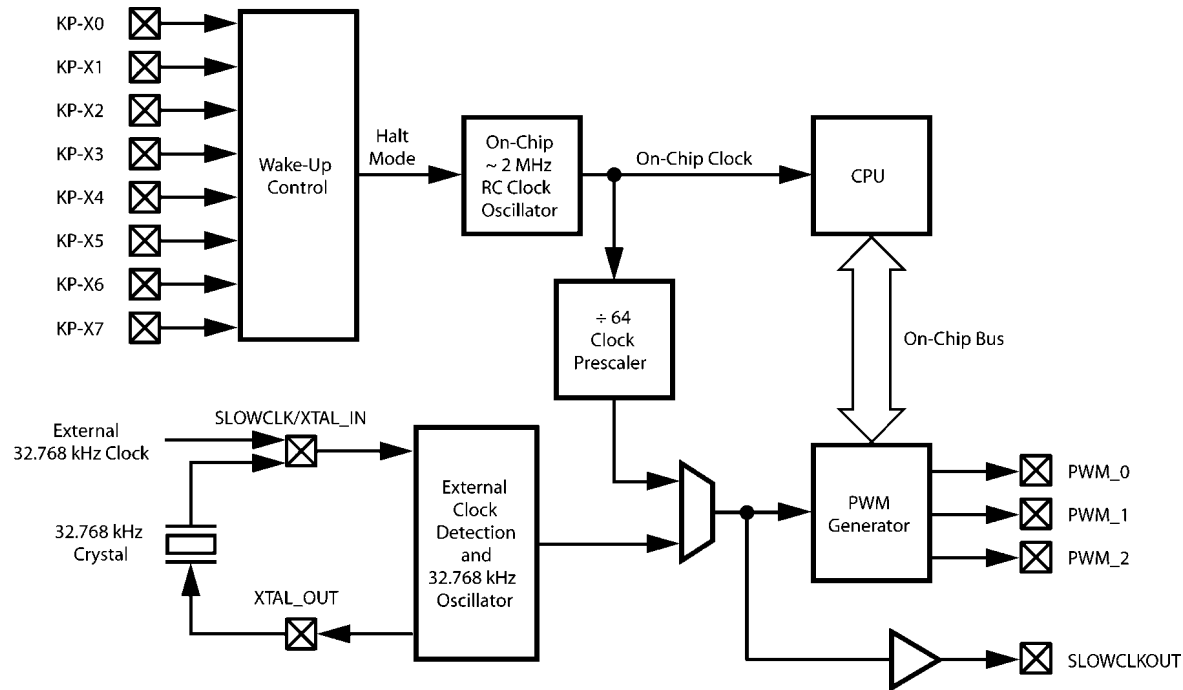 KP-X0
KP-X1
KP-X2
KP-X3
KP-X4
KP-X5
KP-X6
KP-X7
Wake-Up
Control
Halt
Mode
On-Chip
~ 2 MHz
RC Clock
Oscillator
On-Chip Clock
CPU
÷ 64
Clock
Prescaler
On-Chip Bus
SLOWCLK/XTAL_IN
External
32.768 kHz Clock
32.768 kHz
Crystal
XTAL_OUT
External
Clock
Detection
and
32.768 kHz
Oscillator
PWM
Generator
PWM_0
PWM_1
PWM_2
SLOWCLKOUT